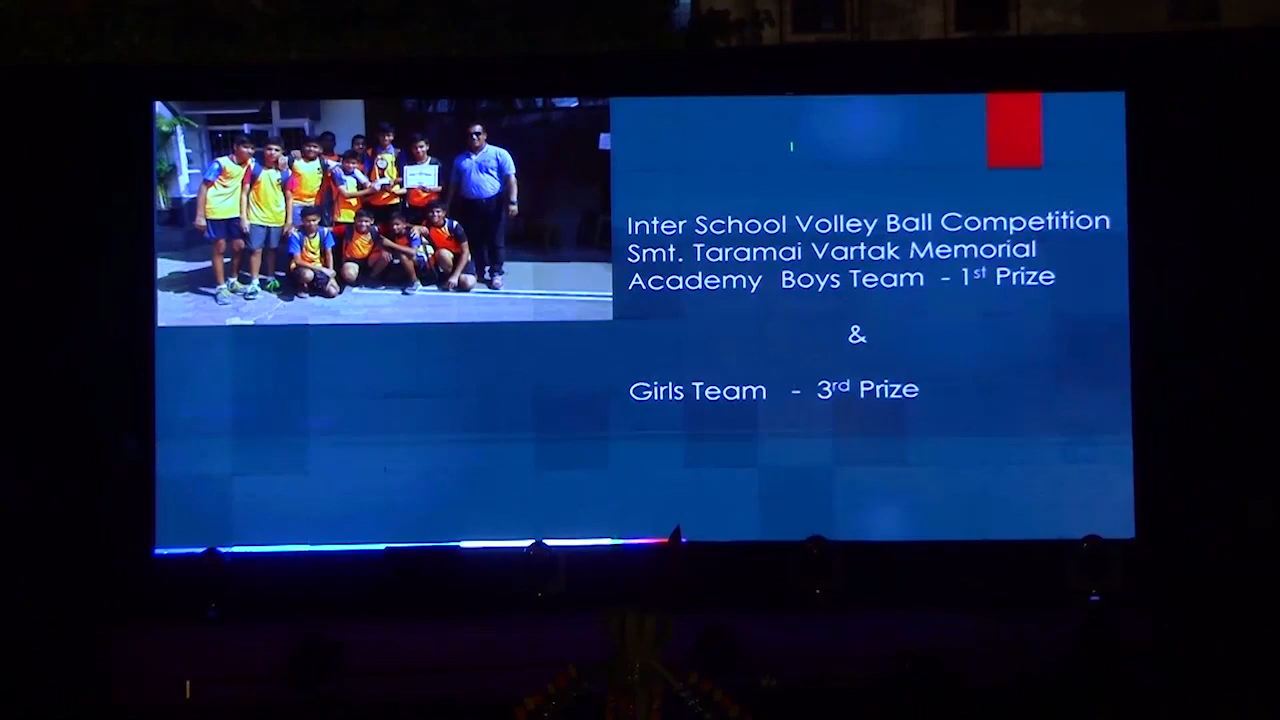 Inter School Volley Ball Competition
Smt. Taramai Vartak Memorial
Academy Boys Team - 1st Prize
&
Girls Team - 3rd Prize